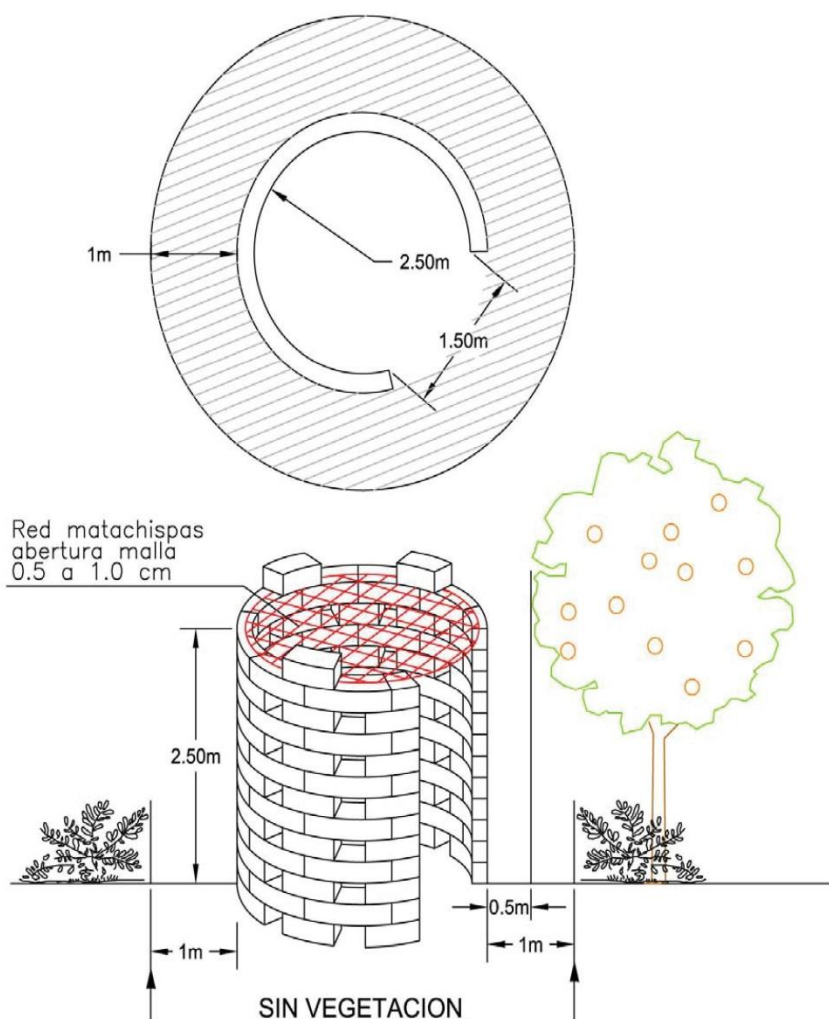 1m
2.50m
1.50m
Red matachispas
abertura malla
0.5 a 1.0 cm
2.50m
0.5m
1m
1m
SIN VEGETACION